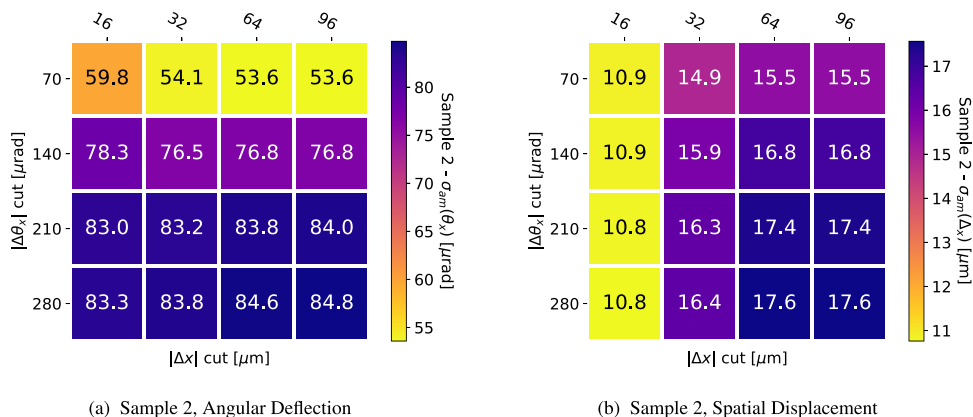 16 32 64 96
70 59.8 54.1 53.6 53.6
140 78.3 76.5 76.8 76.8
210 83.0 83.2 83.8 84.0
280 83.3 83.8 84.6 84.8
|Δθₓ| cut [μrad]
|Δx| cut [μm]
80
75
70
65
60
55
Sample 2 - σₐₘ(θₓ) [μrad]
(a) Sample 2, Angular Deflection
16 32 64 96
70 10.9 14.9 15.5 15.5
140 10.9 15.9 16.8 16.8
210 10.8 16.3 17.4 17.4
280 10.8 16.4 17.6 17.6
|Δθₓ| cut [μrad]
|Δx| cut [μm]
17
16
15
14
13
12
11
Sample 2 - σₐₘ(Δₓ) [μm]
(b) Sample 2, Spatial Displacement